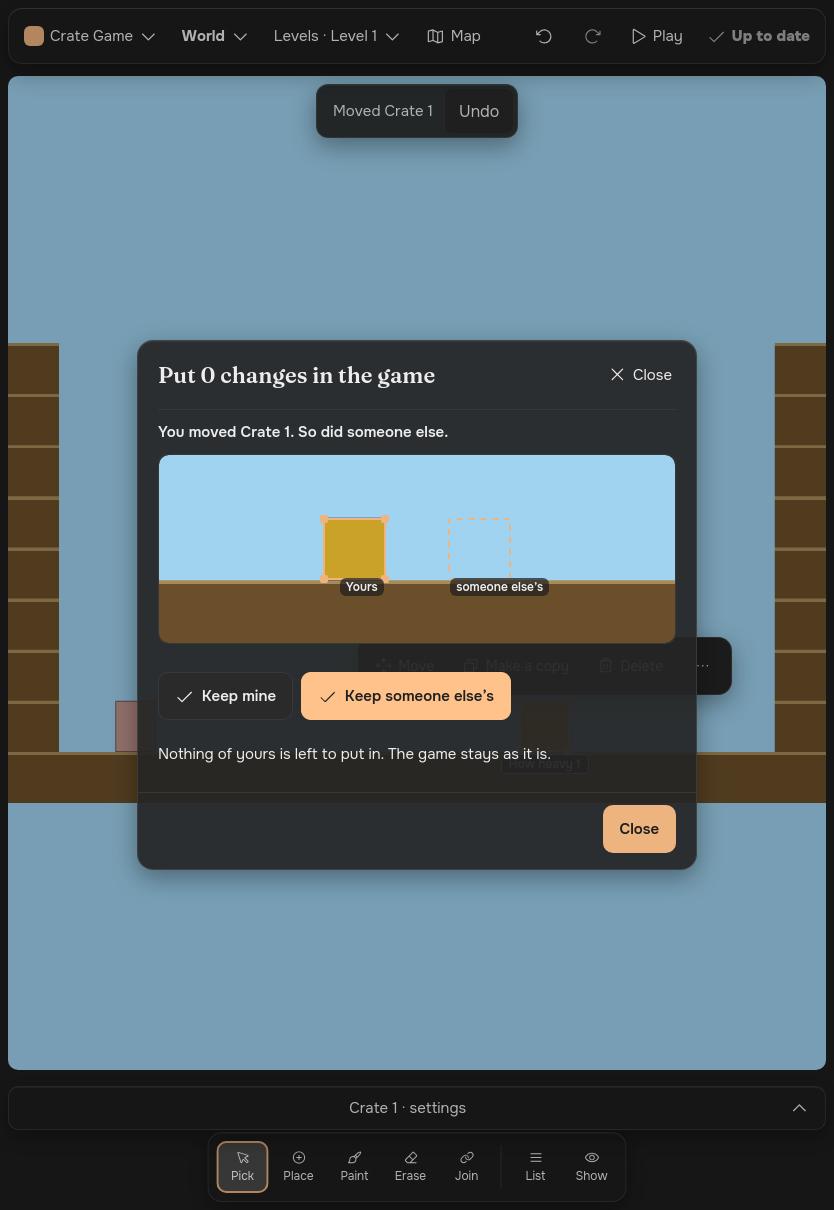 Crate Game World Levels · Level 1 Map Play Up to date
Moved Crate 1 Undo
Put 0 changes in the game Close
You moved Crate 1. So did someone else.
Yours someone else's
Move Make a copy Delete ...
Keep mine Keep someone else's
Nothing of yours is left to put in. The game stays as it is.
How heavy 1
Close
Crate 1 · settings
Pick Place Paint Erase Join List Show